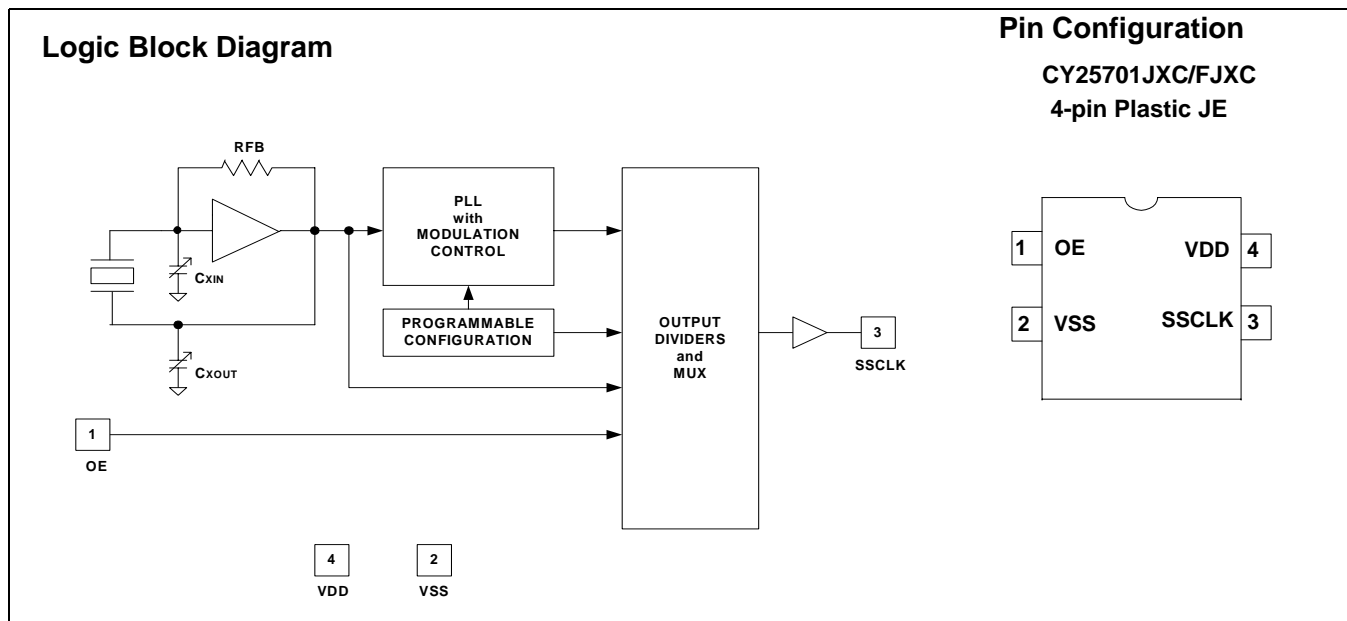 Logic Block Diagram
RFB
CXIN
CXOUT
PLL
with
MODULATION
CONTROL
PROGRAMMABLE
CONFIGURATION
OUTPUT
DIVIDERS
and
MUX
3
SSCLK
1
OE
4
VDD
2
VSS
Pin Configuration
CY25701JXC/FJXC
4-pin Plastic JE
1 OE VDD 4
2 VSS SSCLK 3